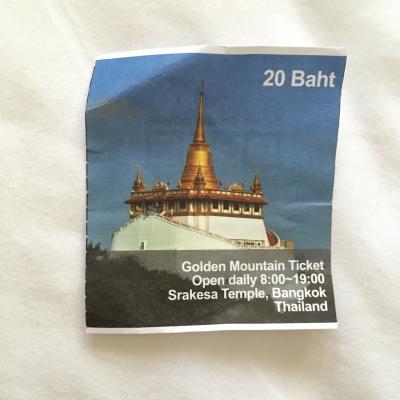 20 Baht
Golden Mountain Ticket
Open daily 8:00~19:00
Srakesa Temple, Bangkok
Thailand